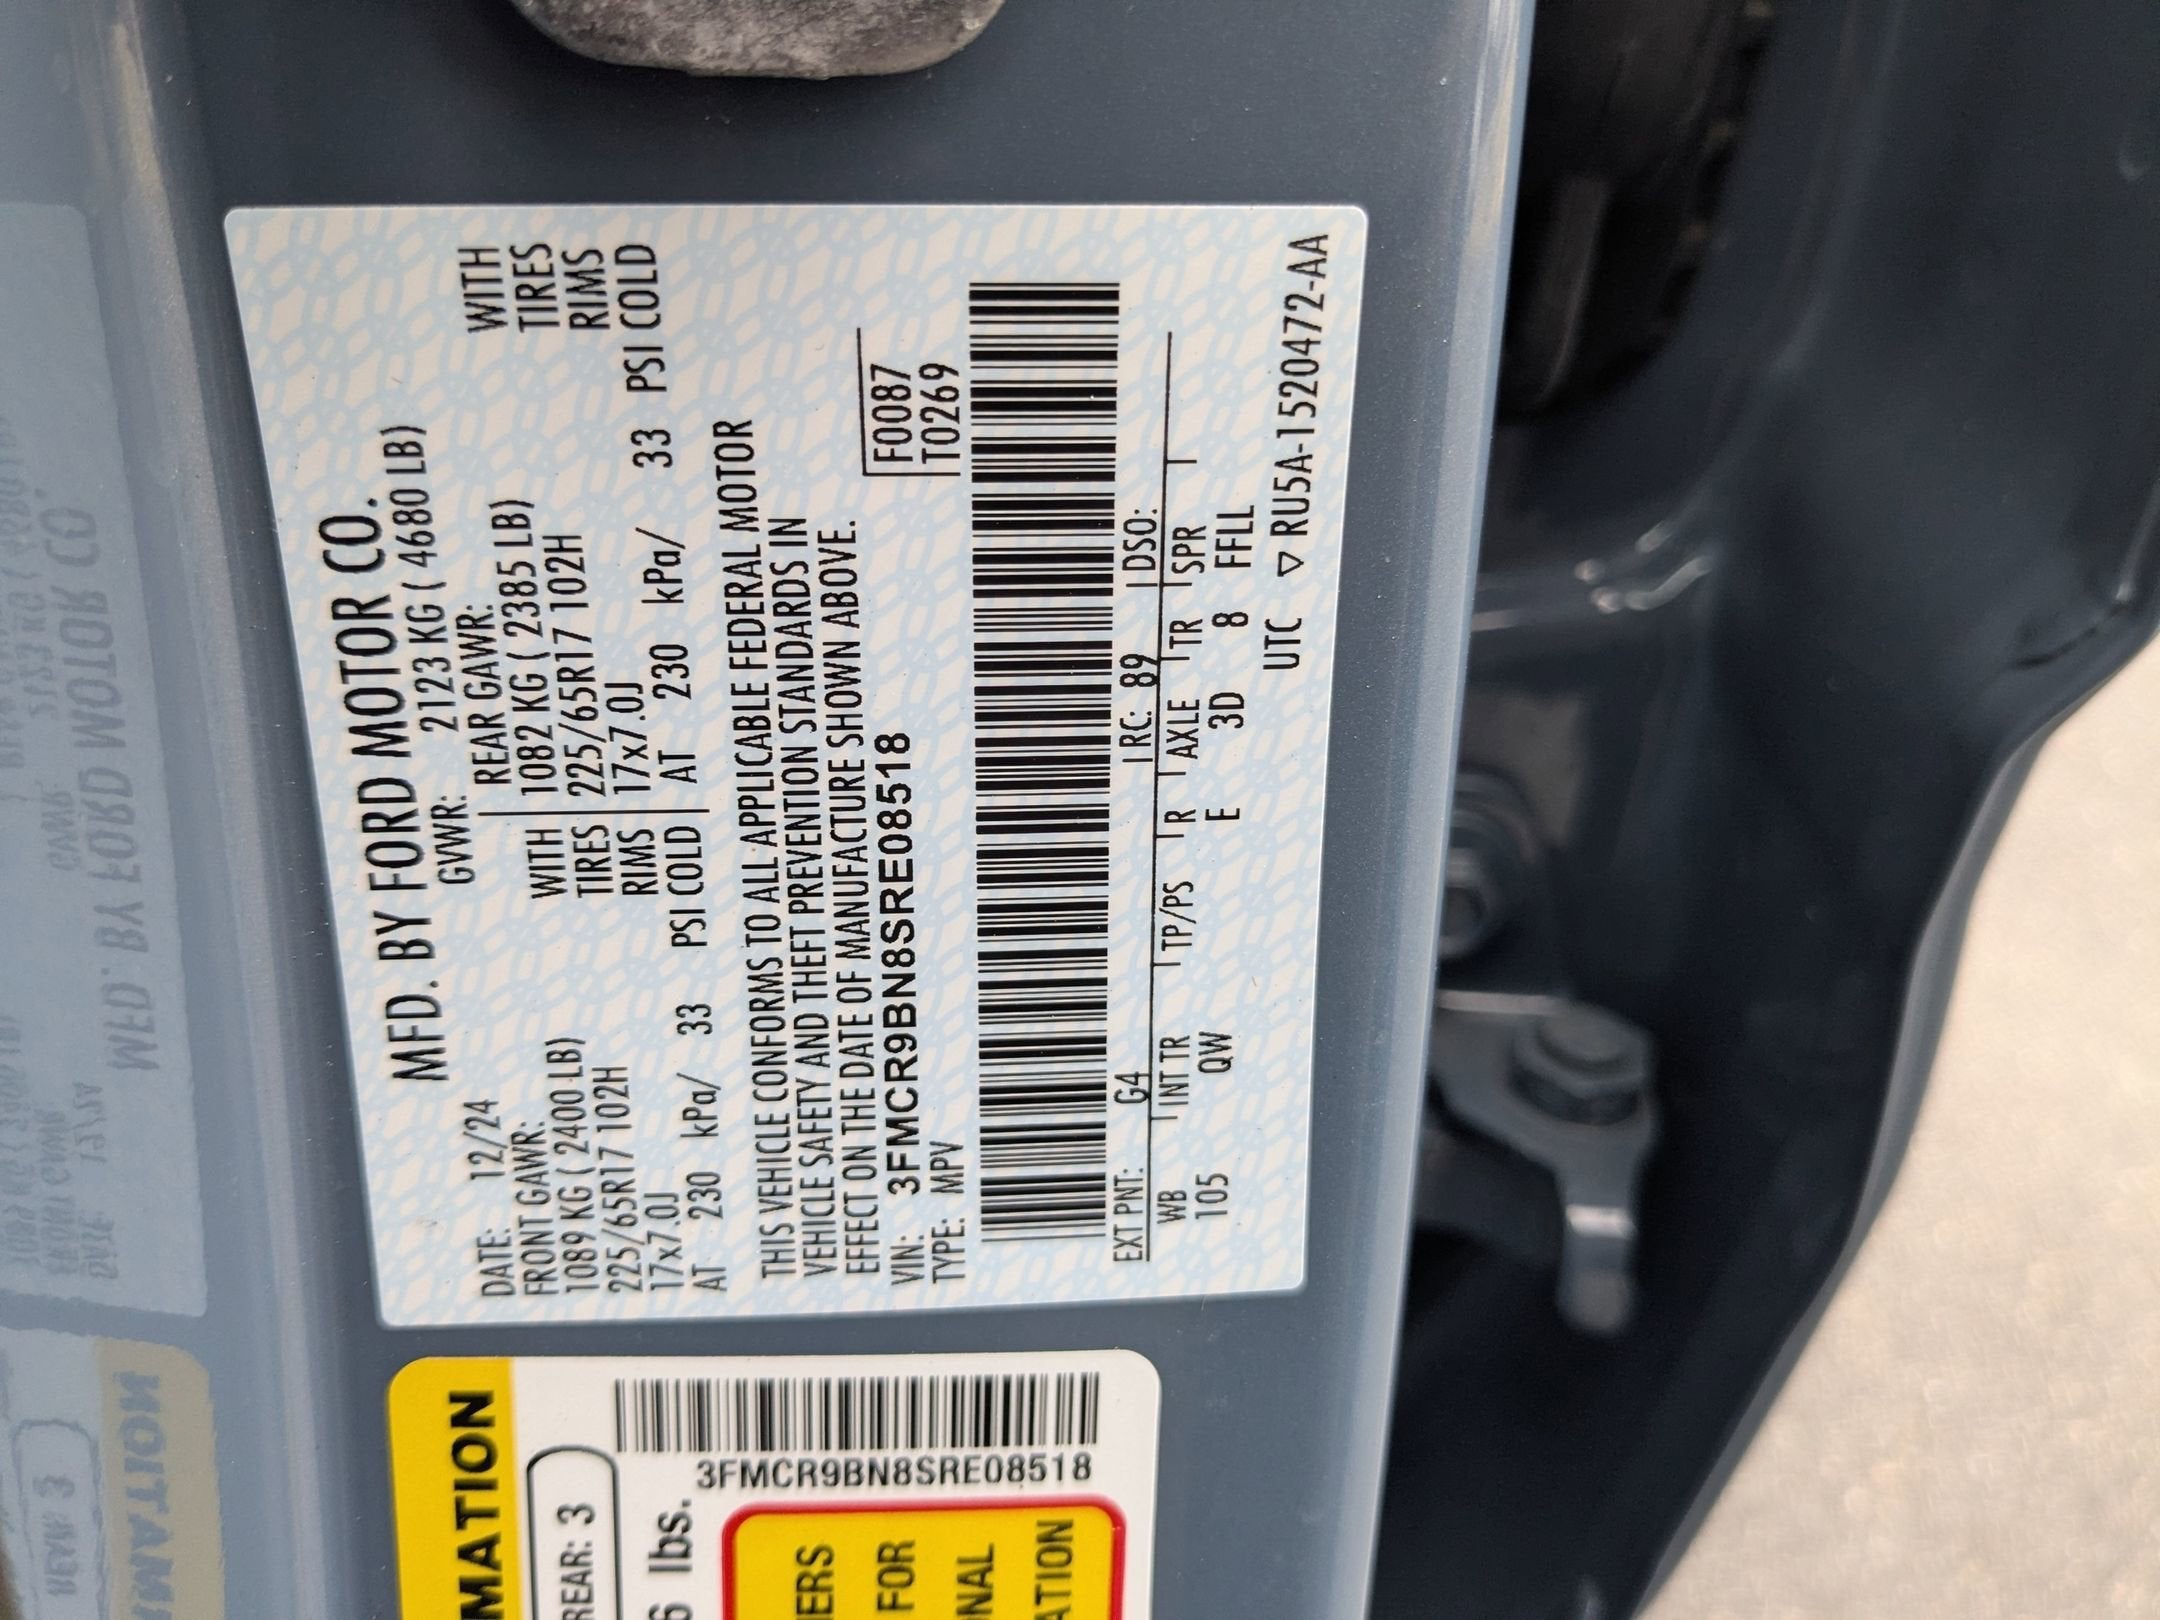 MFD. BY FORD MOTOR CO.
DATE: 12/24 GVWR: 2123 KG ( 4680 LB)
FRONT GAWR: REAR GAWR:
1089 KG ( 2400 LB) WITH 1082 KG ( 2385 LB) WITH
225/65R17 102H TIRES 225/65R17 102H TIRES
17x7.0J RIMS 17x7.0J RIMS
AT 230 kPa/ 33 PSI COLD AT 230 kPa/ 33 PSI COLD
THIS VEHICLE CONFORMS TO ALL APPLICABLE FEDERAL MOTOR
VEHICLE SAFETY AND THEFT PREVENTION STANDARDS IN
EFFECT ON THE DATE OF MANUFACTURE SHOWN ABOVE.
VIN: 3FMCR9BN8SRE08518 F0087
TYPE: MPV T0269
EXT PNT: G4 RC: 89 DSO:
WB INT TR TP/PS R AXLE TR SPR
105 QW E 3D 8 FFLL
UTC ▽ RU5A-1520472-AA
MATION
REAR: 3
6 lbs.
3FMCR9BN8SRE08518
ERS
FOR
NAL
ATION